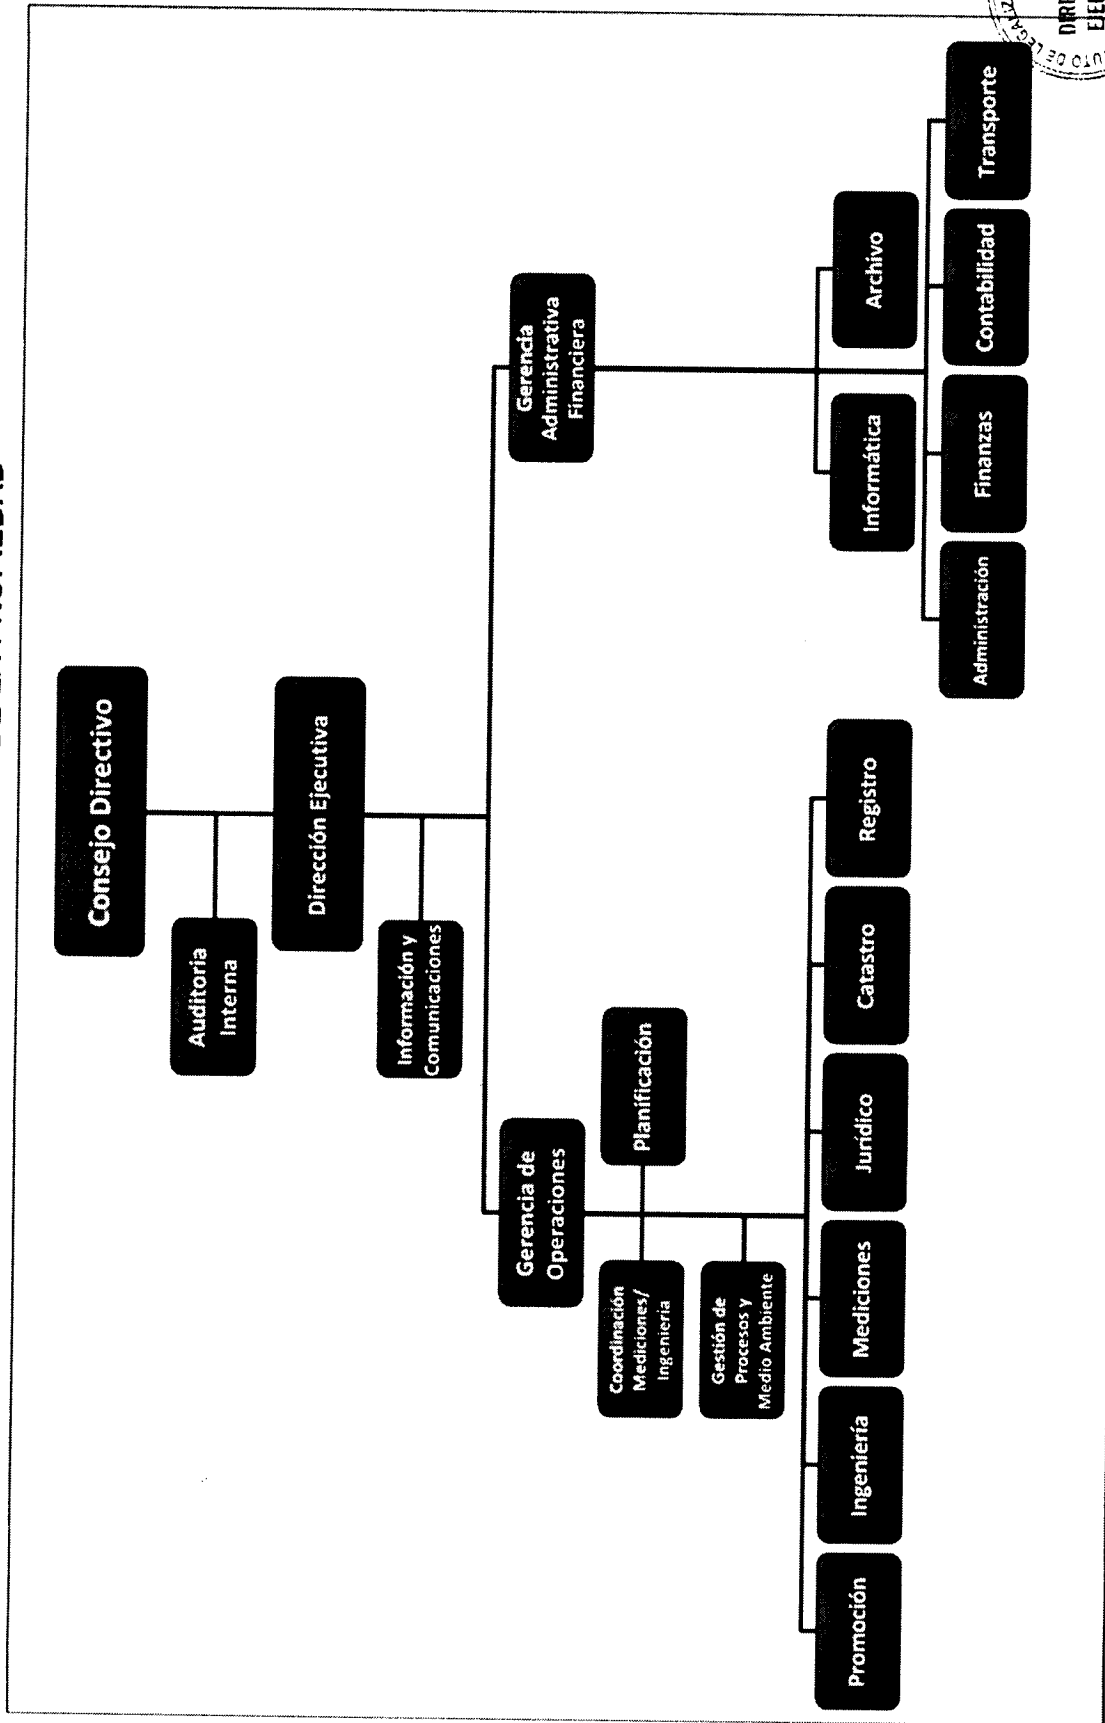 Consejo Directivo
Auditoria
Interna
Dirección Ejecutiva
Información y
Comunicaciones
Gerencia de
Operaciones
Gerencia
Administrativa
Financiera
Coordinación
Mediciones/
Ingenieria
Planificación
Gestión de
Procesos y
Medio Ambiente
Promoción
Ingeniería
Mediciones
Jurídico
Catastro
Registro
Informática
Archivo
Administración
Finanzas
Contabilidad
Transporte